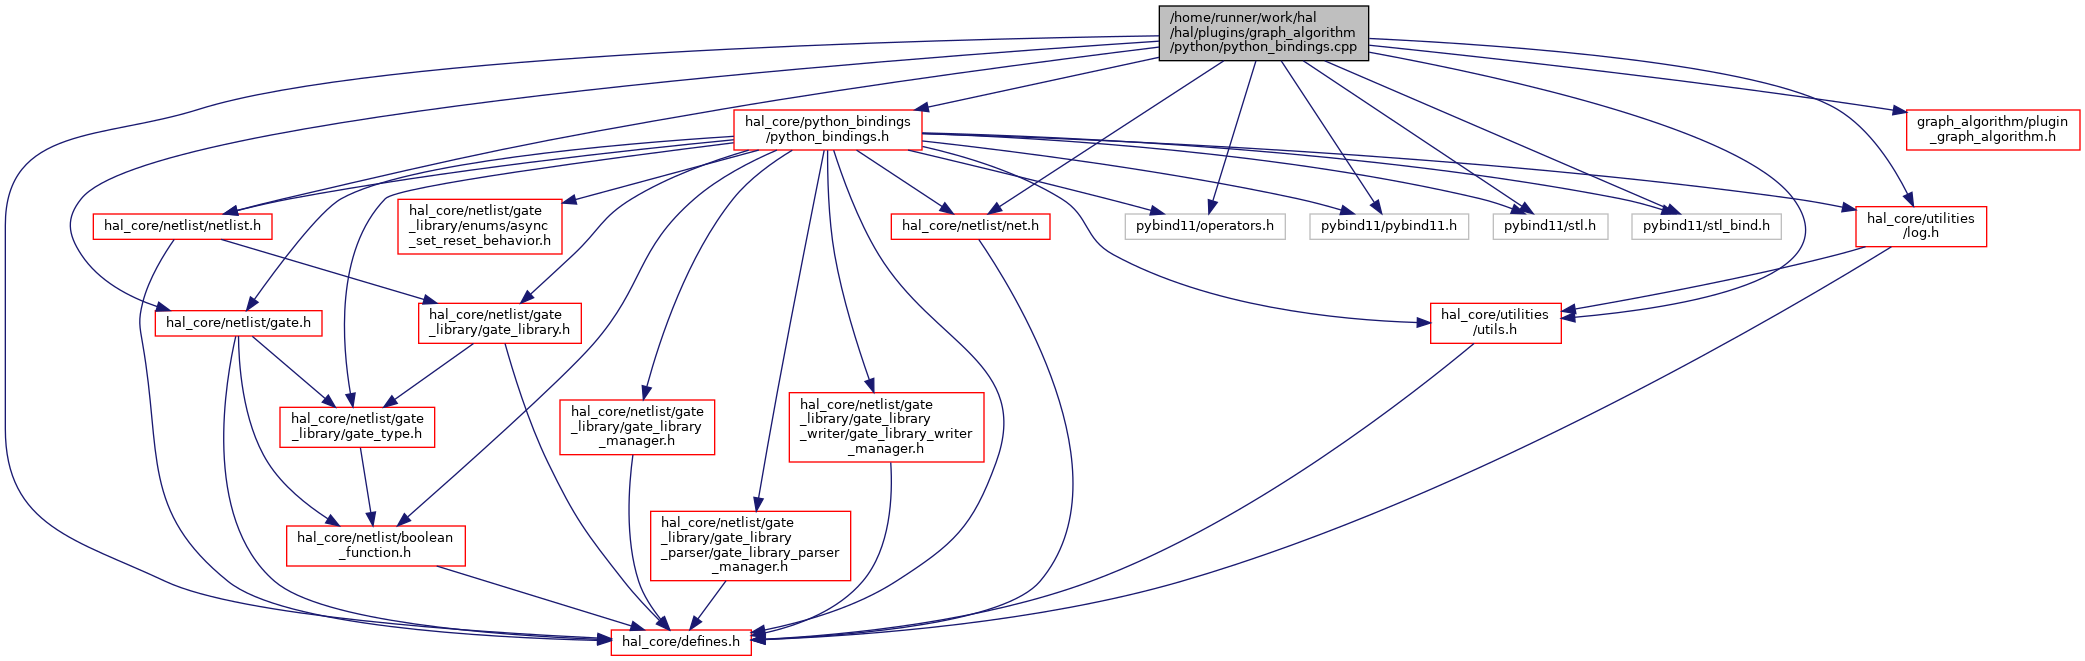 /home/runner/work/hal
/hal/plugins/graph_algorithm
/python/python_bindings.cpp
hal_core/python_bindings
/python_bindings.h
graph_algorithm/plugin
_graph_algorithm.h
hal_core/netlist/netlist.h
hal_core/netlist/gate
_library/enums/async
_set_reset_behavior.h
hal_core/netlist/net.h
pybind11/operators.h
pybind11/pybind11.h
pybind11/stl.h
pybind11/stl_bind.h
hal_core/utilities
/log.h
hal_core/netlist/gate.h
hal_core/netlist/gate
_library/gate_library.h
hal_core/utilities
/utils.h
hal_core/netlist/gate
_library/gate_type.h
hal_core/netlist/gate
_library/gate_library
_manager.h
hal_core/netlist/gate
_library/gate_library
_writer/gate_library_writer
_manager.h
hal_core/netlist/boolean
_function.h
hal_core/netlist/gate
_library/gate_library
_parser/gate_library_parser
_manager.h
hal_core/defines.h